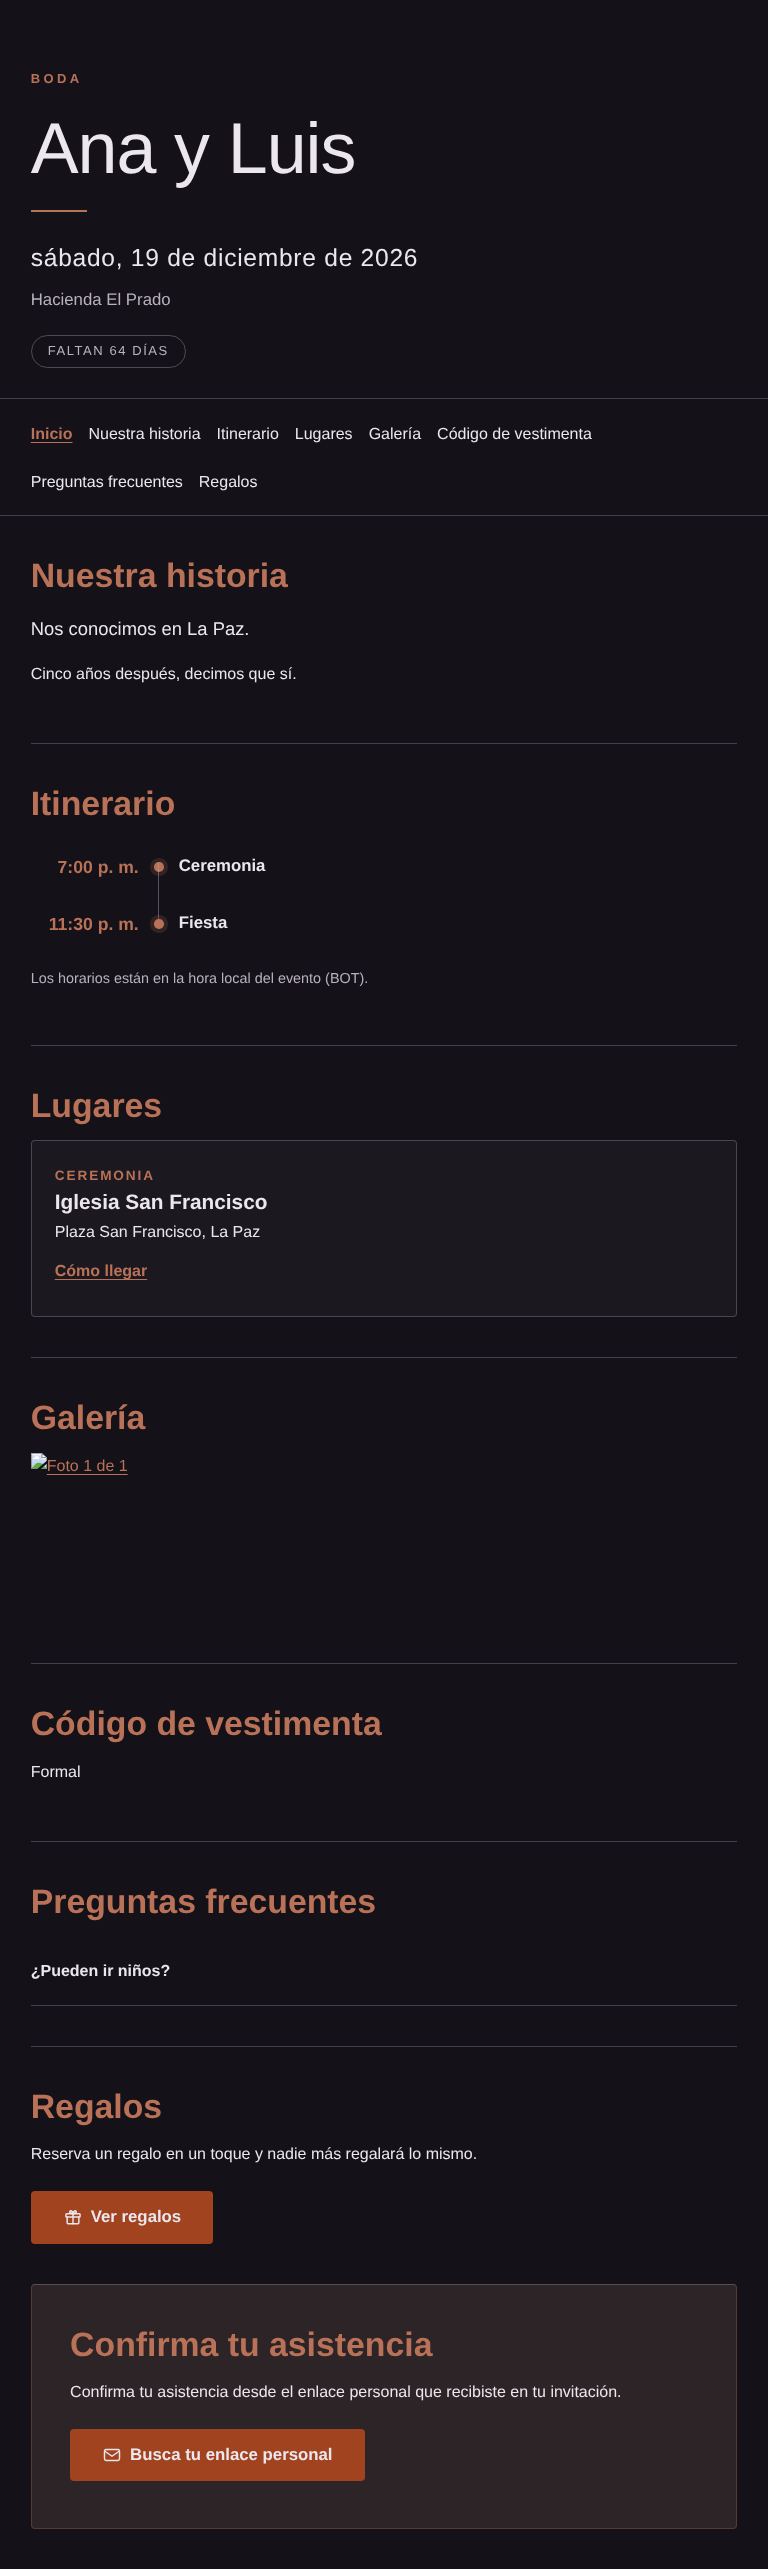 BODA
Ana y Luis
sábado, 19 de diciembre de 2026
Hacienda El Prado
FALTAN 64 DÍAS
Inicio Nuestra historia Itinerario Lugares Galería Código de vestimenta
Preguntas frecuentes Regalos
Nuestra historia
Nos conocimos en La Paz.
Cinco años después, decimos que sí.
Itinerario
7:00 p. m. Ceremonia
11:30 p. m. Fiesta
Los horarios están en la hora local del evento (BOT).
Lugares
CEREMONIA
Iglesia San Francisco
Plaza San Francisco, La Paz
Cómo llegar
Galería
Foto 1 de 1
Código de vestimenta
Formal
Preguntas frecuentes
¿Pueden ir niños?
Regalos
Reserva un regalo en un toque y nadie más regalará lo mismo.
Ver regalos
Confirma tu asistencia
Confirma tu asistencia desde el enlace personal que recibiste en tu invitación.
Busca tu enlace personal